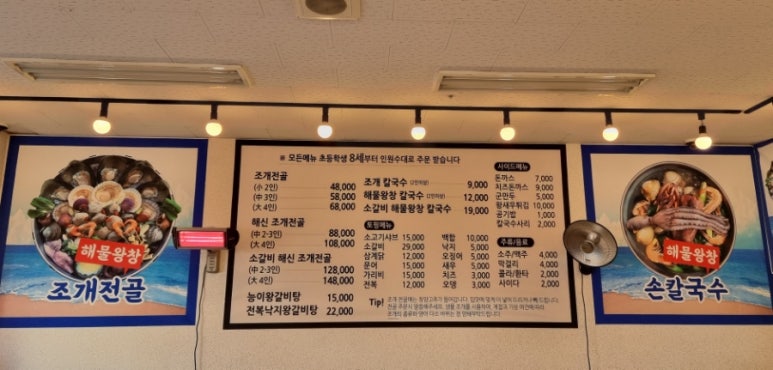 해물왕창
조개전골
※ 모든메뉴 초등학생 8세부터 인원수대로 주문 받습니다
조개전골
(小 2인) 48,000
(中 3인) 58,000
(大 4인) 68,000
해신 조개전골
(中 2-3인) 88,000
(大 4인) 108,000
소갈비 해신 조개전골
(中 2-3인) 128,000
(大 4인) 148,000
능이왕갈비탕 15,000
전복낙지왕갈비탕 22,000
조개 칼국수 (2인이상) 9,000
해물왕창 칼국수 (2인이상) 12,000
소갈비 해물왕창 칼국수 19,000
토핑메뉴
소고기샤브 15,000
소갈비 29,000
삼계닭 12,000
문어 15,000
가리비 15,000
전복 12,000
백합 10,000
낙지 5,000
오징어 5,000
새우 5,000
치즈 3,000
오뎅 3,000
Tip!
사이드메뉴
돈까스 7,000
치즈돈까스 9,000
군만두 5,000
왕새우튀김 10,000
공기밥 1,000
칼국수사리 2,000
주류/음료
소주/맥주 4,000
막걸리 4,000
콜라/환타 2,000
사이다 2,000
해물왕창
손칼국수